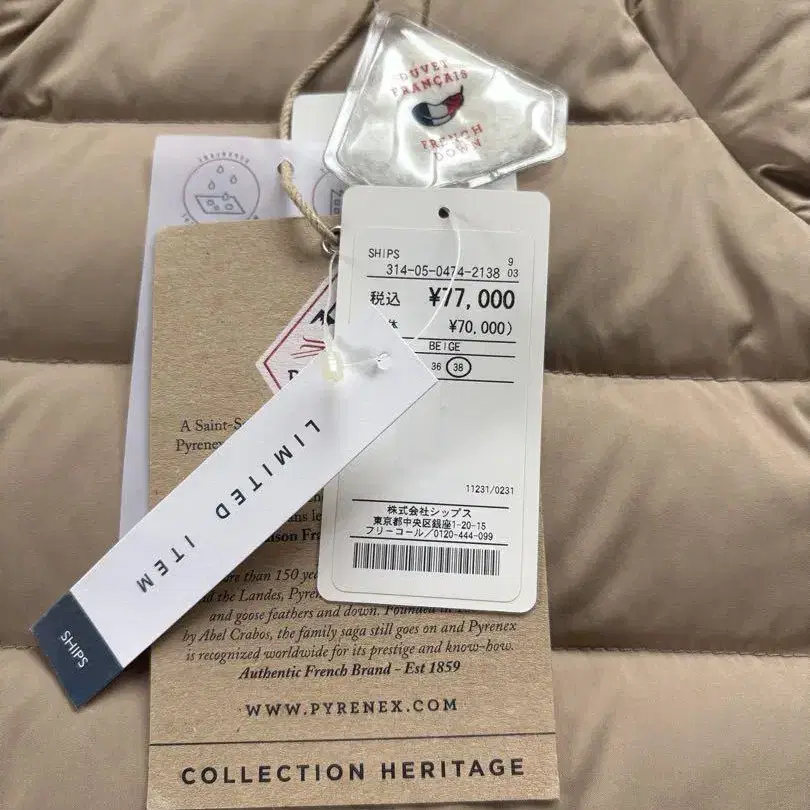 DUVET
FRANÇAIS
FRENCH
DOWN
SHIPS
9
314-05-0474-2138 03
税込 ¥77,000
¥70,000)
BEIGE
36 38
11231/0231
株式会社シップス
東京都中央区銀座1-20-15
フリーコール/0120-444-099
LIMITED ITEM
SHIPS
A Saint-S
Pyrenex
ans le
than 150
the Landes,
and goose feathers and down. Founded in
by Abel Crabos, the family saga still goes on and Pyrenex
is recognized worldwide for its prestige and know-how.
Authentic French Brand - Est 1859
WWW.PYRENEX.COM
COLLECTION HERITAGE